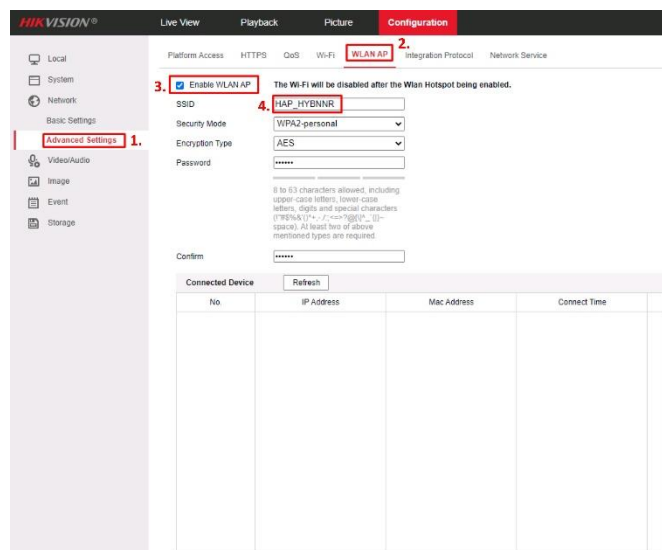 HIKVISION®
Live View Playback Picture Configuration
Local
System
Network
Basic Settings
Advanced Settings 1.
Video/Audio
Image
Event
Storage
Platform Access HTTPS QoS Wi-Fi WLAN AP 2. Integration Protocol Network Service
3. Enable WLAN AP The Wi-Fi will be disabled after the Wlan Hotspot being enabled.
SSID 4. HAP_HYBNNR
Security Mode WPA2-personal
Encryption Type AES
Password ••••••
8 to 63 characters allowed, including
upper-case letters, lower-case
letters, digits and special characters
space). At least two of above
mentioned types are required.
Confirm ••••••
Connected Device Refresh
No. IP Address Mac Address Connect Time